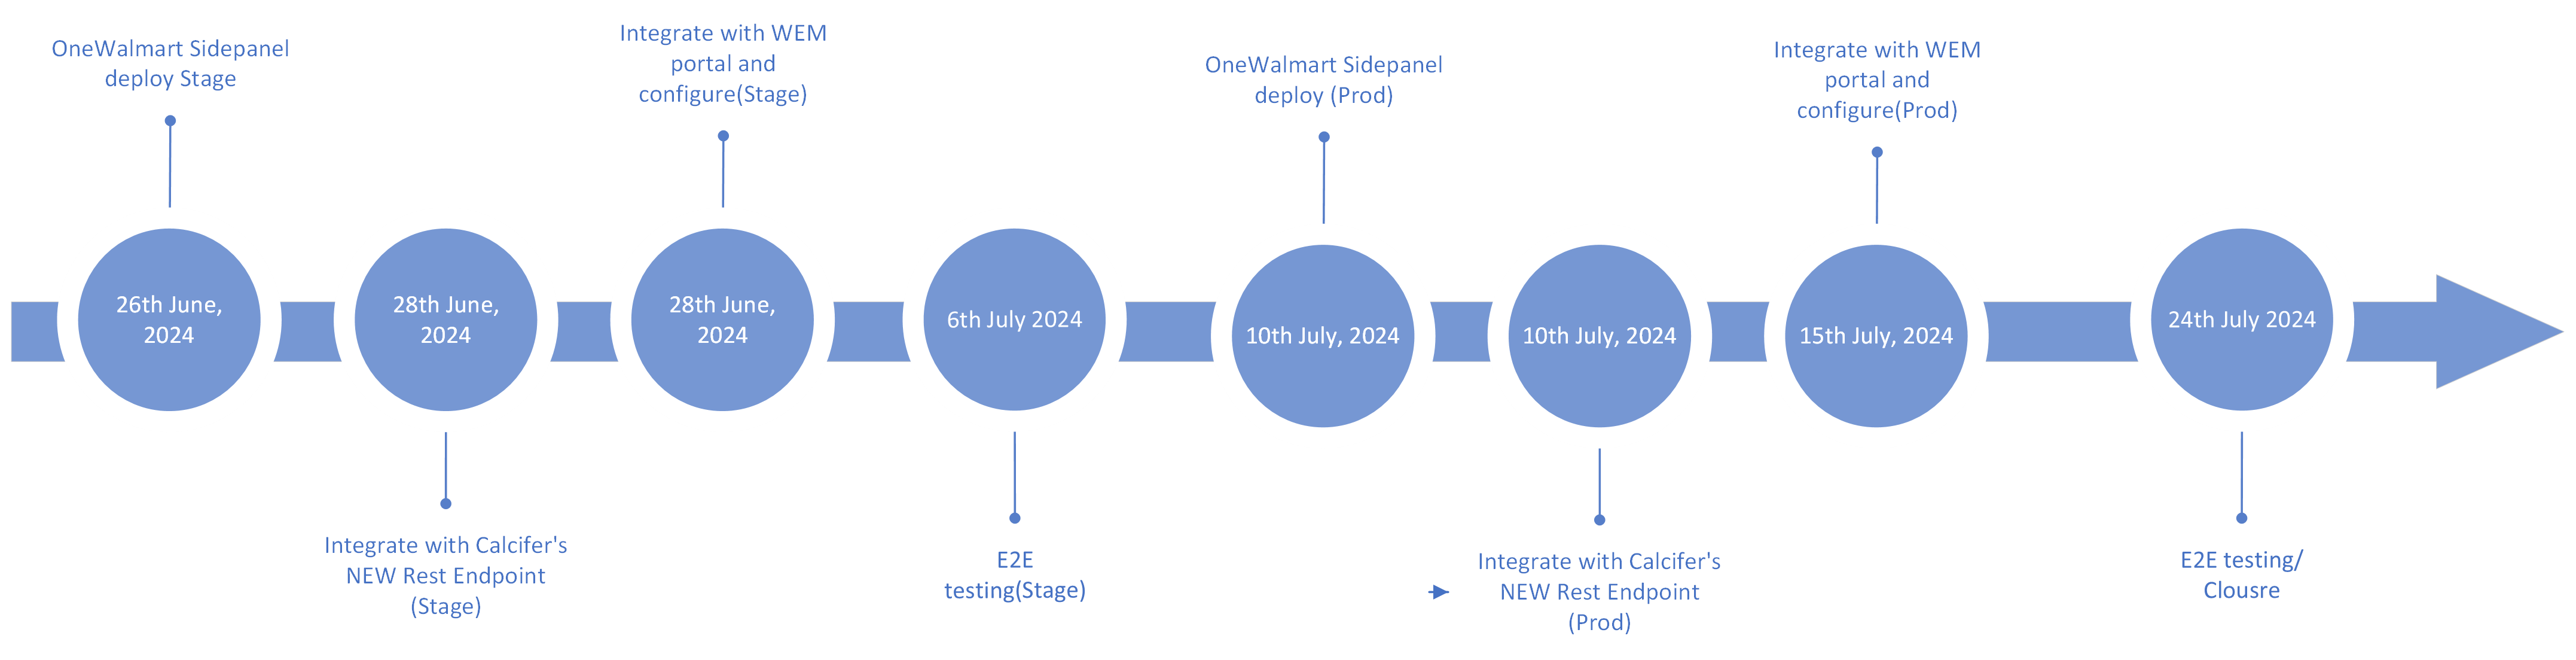 OneWalmart Sidepanel
deploy Stage
26th June,
2024
28th June,
2024
Integrate with Calcifer's
NEW Rest Endpoint
(Stage)
Integrate with WEM
portal and
configure(Stage)
28th June,
2024
6th July 2024
E2E
testing(Stage)
OneWalmart Sidepanel
deploy (Prod)
10th July, 2024
10th July, 2024
Integrate with Calcifer's
NEW Rest Endpoint
(Prod)
Integrate with WEM
portal and
configure(Prod)
15th July, 2024
24th July 2024
E2E testing/
Clousre